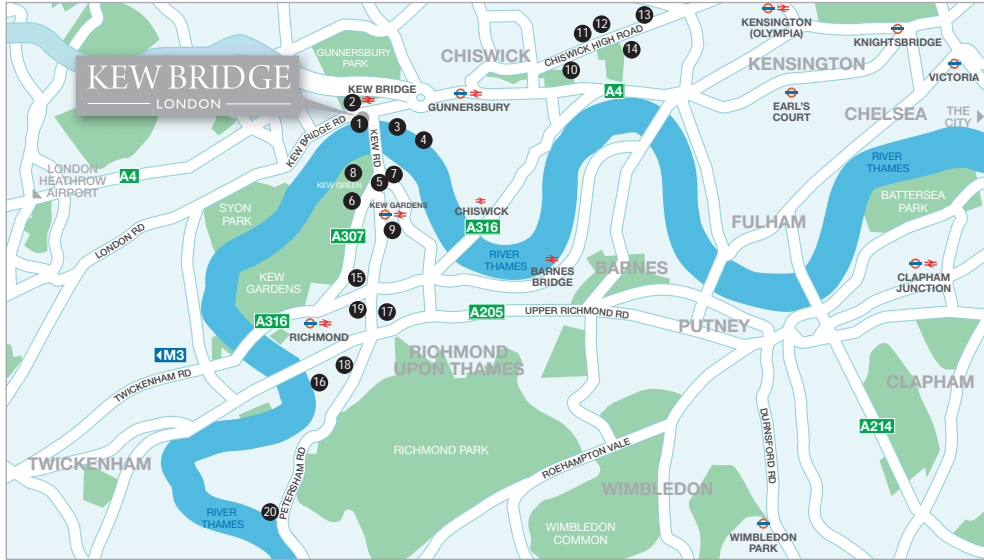 13
KENSINGTON
(OLYMPIA)
12
11
KNIGHTSBRIDGE
CHISWICK HIGH ROAD
14
GUNNERSBURY
PARK
CHISWICK
10
KENSINGTON
VICTORIA
KEW BRIDGE
LONDON
KEW BRIDGE
2
GUNNERSBURY
A4
EARL'S
COURT
CHELSEA
THE
CITY
1
3
4
KEW BRIDGE RD
KEW RD
RIVER
THAMES
LONDON
HEATHROW
AIRPORT
A4
8
7
5
KEW GREEN
6
BATTERSEA
PARK
SYON
PARK
KEW GARDENS
CHISWICK
A316
FULHAM
9
A307
LONDON RD
RIVER
THAMES
BARNES
BRIDGE
BARNES
KEW
GARDENS
15
CLAPHAM
JUNCTION
19
17
A205
UPPER RICHMOND RD
A316
RICHMOND
PUTNEY
M3
RICHMOND
UPON THAMES
18
16
TWICKENHAM RD
CLAPHAM
A214
DURNSFORD RD
RICHMOND PARK
ROEHAMPTON VALE
TWICKENHAM
PETERSHAM RD
WIMBLEDON
20
RIVER
THAMES
WIMBLEDON
COMMON
WIMBLEDON
PARK